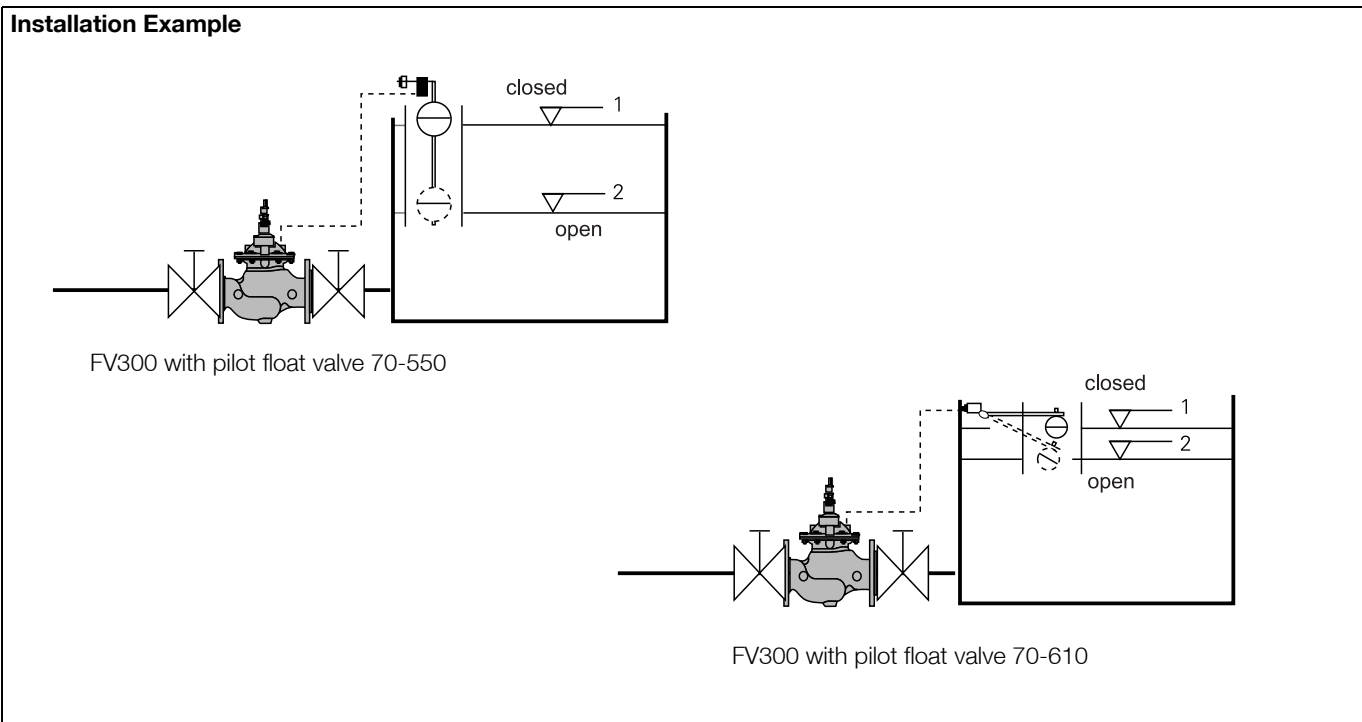 Installation Example
closed
1
2
open
FV300 with pilot float valve 70-550
closed
1
2
open
FV300 with pilot float valve 70-610